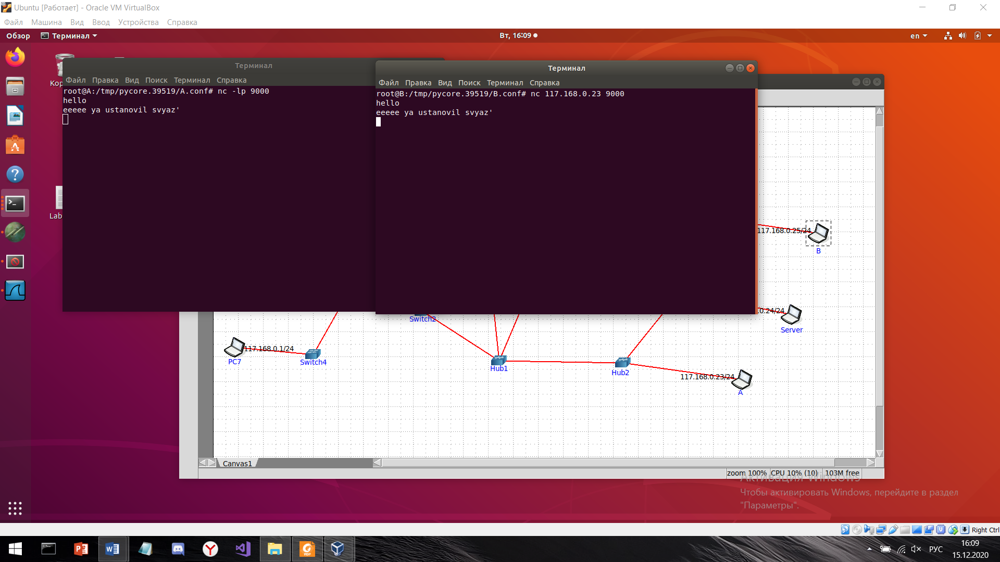 Ubuntu [Работает] - Oracle VM VirtualBox
Файл Машина Вид Ввод Устройства Справка
Обзор Терминал Вт, 16:09 en
Терминал
Файл Правка Вид Поиск Терминал Справка
root@A:/tmp/pycore.39519/A.conf# nc -lp 9000
hello
eeeee ya ustanovil svyaz'
Терминал
Файл Правка Вид Поиск Терминал Справка
root@B:/tmp/pycore.39519/B.conf# nc 117.168.0.23 9000
hello
eeeee ya ustanovil svyaz'
Кор
Lab
117.168.0.25/24
B
.0.24/24
Server
Switch2
117.168.0.1/24
PC7
Switch4
Hub1
Hub2
117.168.0.23/24
A
Canvas1
zoom 100% CPU 10% (10) 103M free
Активация Windows
Чтобы активировать Windows, перейдите в раздел
"Параметры".
Right Ctrl
РУС
16:09
15.12.2020